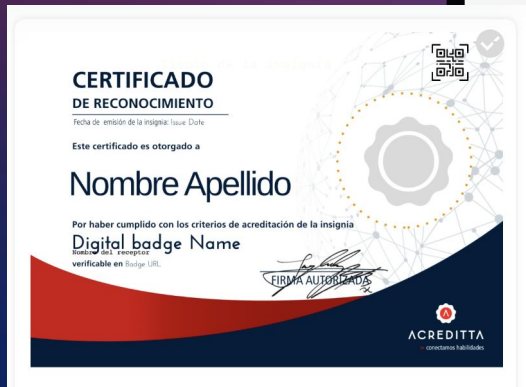 CERTIFICADO
DE RECONOCIMIENTO
Fecha de emisión de la insignia: Issue Date
Este certificado es otorgado a
Nombre Apellido
Por haber cumplido con los criterios de acreditación de la insignia
Digital badge Name
Nombre del receptor
verificable en Badge URL
FIRMA AUTORIZADA
ACREDITTA
conectamos habilidades